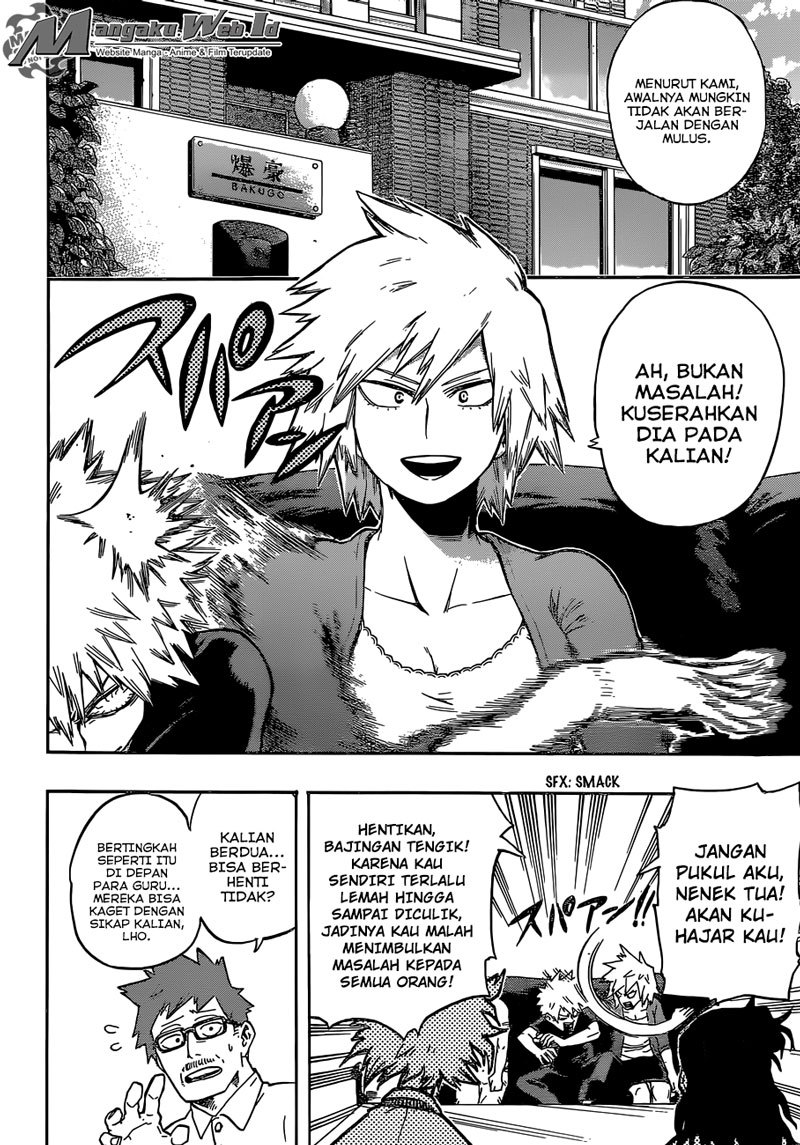 Mangaku.Web.Id
Website Manga - Anime & Film Terupdate
MENURUT KAMI,
AWALNYA MUNGKIN
TIDAK AKAN BER-
JALAN DENGAN
MULUS.
爆豪
BAKUGO
AH, BUKAN
MASALAH!
KUSERAHKAN
DIA PADA
KALIAN!
スパアン
SFX: SMACK
JANGAN
PUKUL AKU,
NENEK TUA!
AKAN KU-
HAJAR KAU!
HENTIKAN,
BAJINGAN TENGIK!
KARENA KAU
SENDIRI TERLALU
LEMAH HINGGA
SAMPAI DICULIK,
JADINYA KAU MALAH
MENIMBULKAN
MASALAH KEPADA
SEMUA ORANG!
スパアン!!
KALIAN
BERDUA...
BISA BER-
HENTI
TIDAK?
BERTINGKAH
SEPERTI ITU
DI DEPAN
PARA GURU...
MEREKA BISA
KAGET DENGAN
SIKAP KALIAN,
LHO.